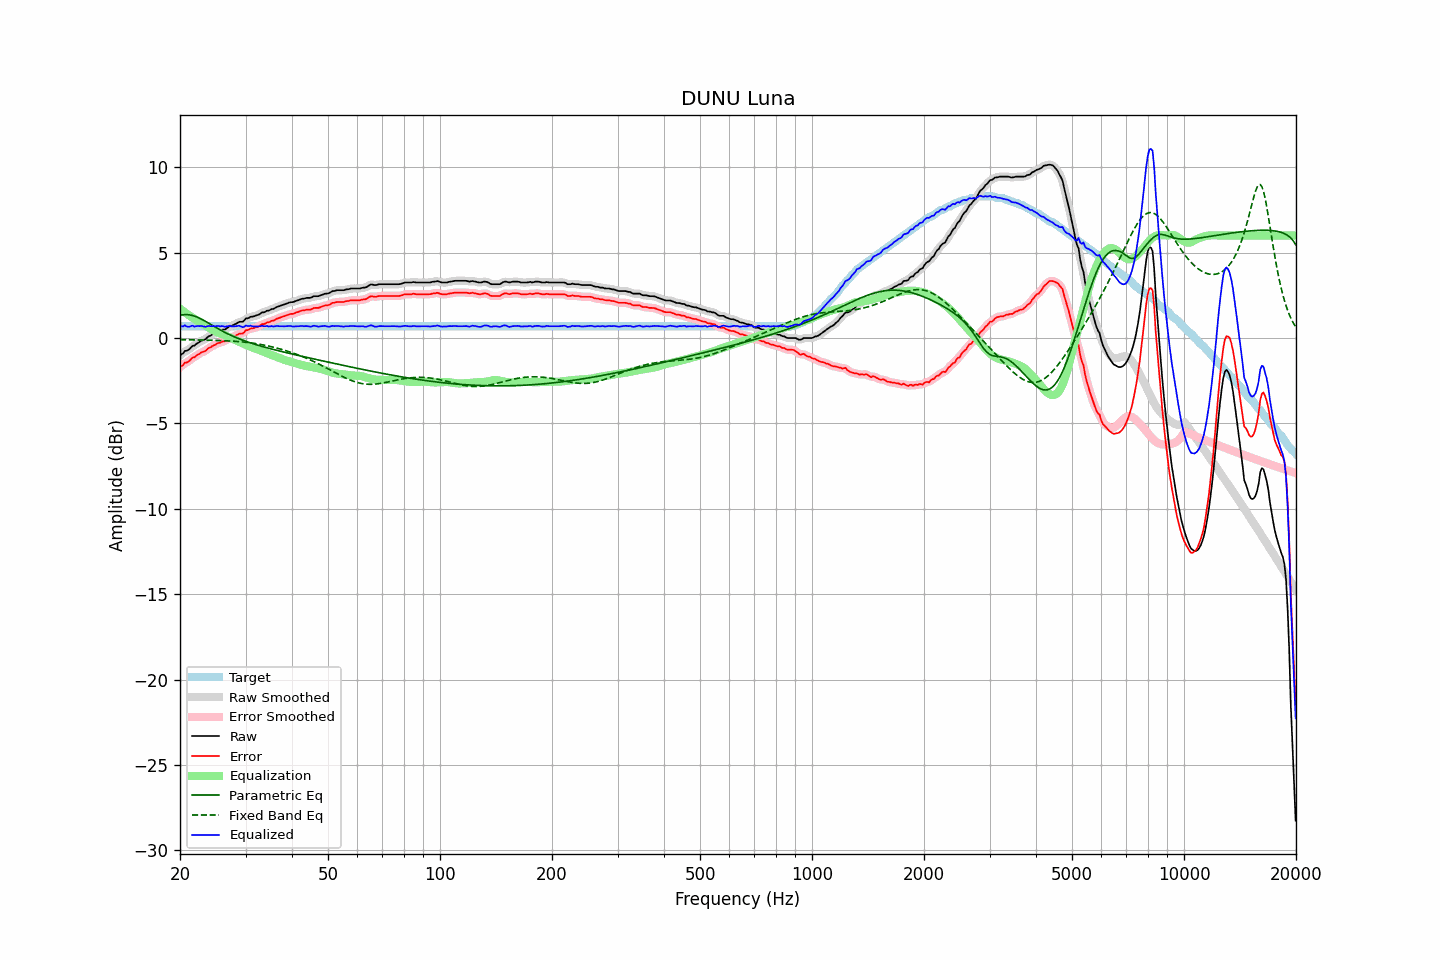 DUNU Luna
Amplitude (dBr)
10
5
0
−5
−10
−15
−20
−25
−30
Target
Raw Smoothed
Error Smoothed
Raw
Error
Equalization
Parametric Eq
Fixed Band Eq
Equalized
20 50 100 200 500 1000 2000 5000 10000 20000
Frequency (Hz)